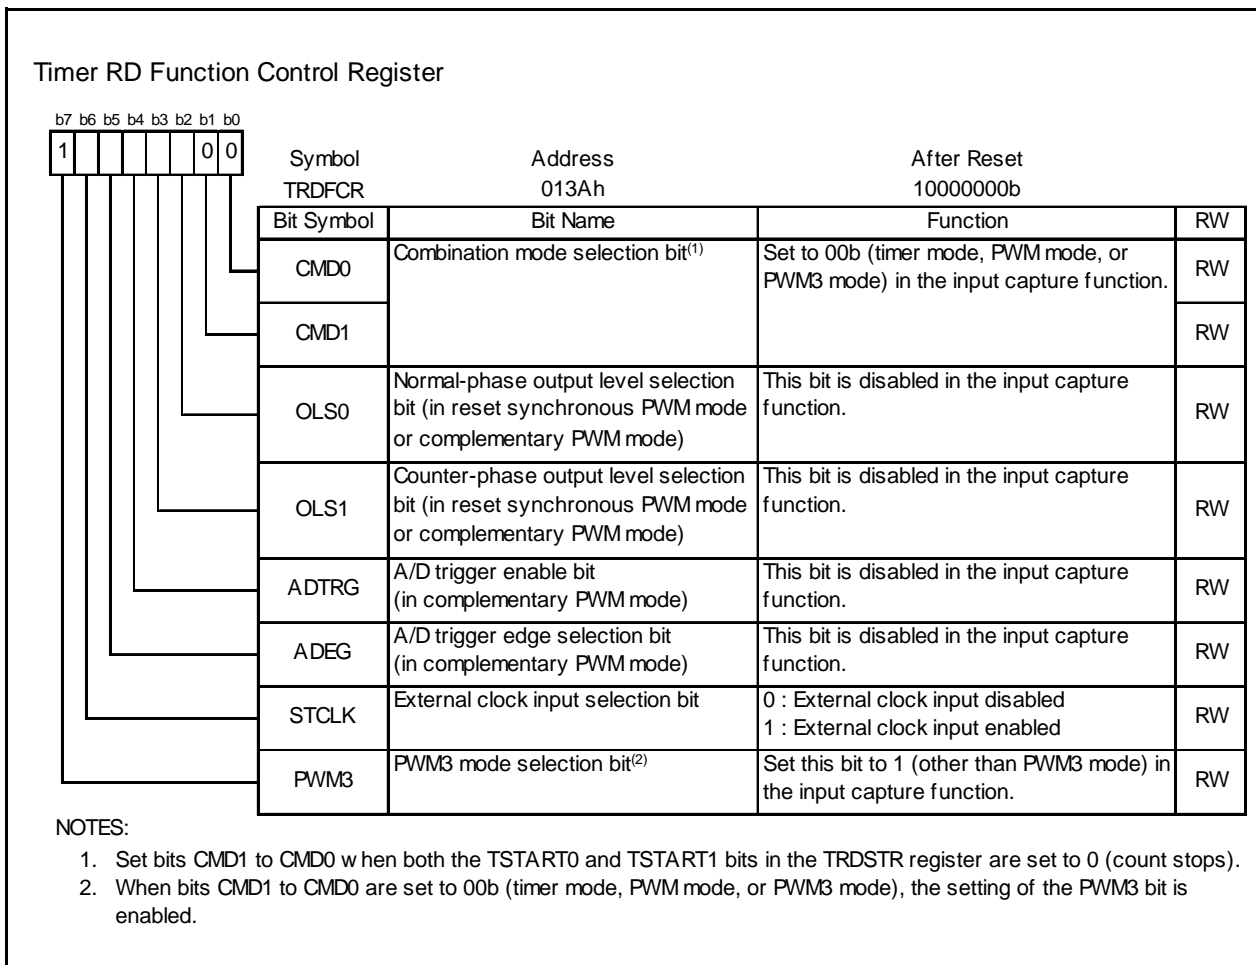 Timer RD Function Control Register
b7 b6 b5 b4 b3 b2 b1 b0
1 0 0
Symbol Address After Reset
TRDFCR 013Ah 10000000b
Bit Symbol Bit Name Function RW
CMD0 Combination mode selection bit(1) Set to 00b (timer mode, PWM mode, or
PWM3 mode) in the input capture function. RW
CMD1 RW
OLS0 Normal-phase output level selection
bit (in reset synchronous PWM mode
or complementary PWM mode) This bit is disabled in the input capture
function. RW
OLS1 Counter-phase output level selection
bit (in reset synchronous PWM mode
or complementary PWM mode) This bit is disabled in the input capture
function. RW
ADTRG A/D trigger enable bit
(in complementary PWM mode) This bit is disabled in the input capture
function. RW
ADEG A/D trigger edge selection bit
(in complementary PWM mode) This bit is disabled in the input capture
function. RW
STCLK External clock input selection bit 0 : External clock input disabled
1 : External clock input enabled RW
PWM3 PWM3 mode selection bit(2) Set this bit to 1 (other than PWM3 mode) in
the input capture function. RW
NOTES:
1. Set bits CMD1 to CMD0 when both the TSTART0 and TSTART1 bits in the TRDSTR register are set to 0 (count stops).
2. When bits CMD1 to CMD0 are set to 00b (timer mode, PWM mode, or PWM3 mode), the setting of the PWM3 bit is
enabled.